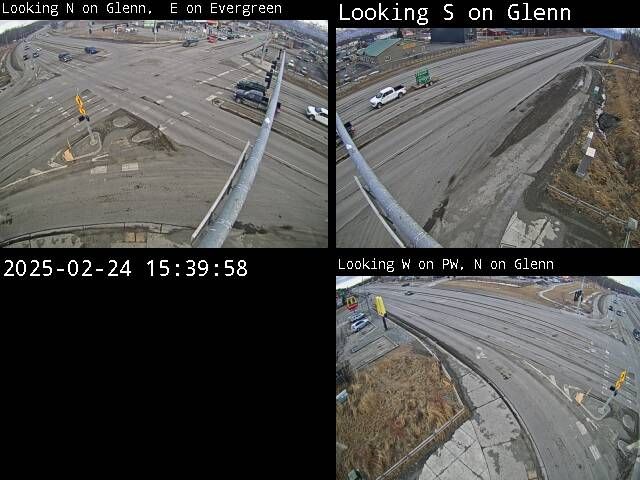 Looking N on Glenn,  E on Evergreen
Looking S on Glenn
2025-02-24 15:39:58
Looking W on PW, N on Glenn